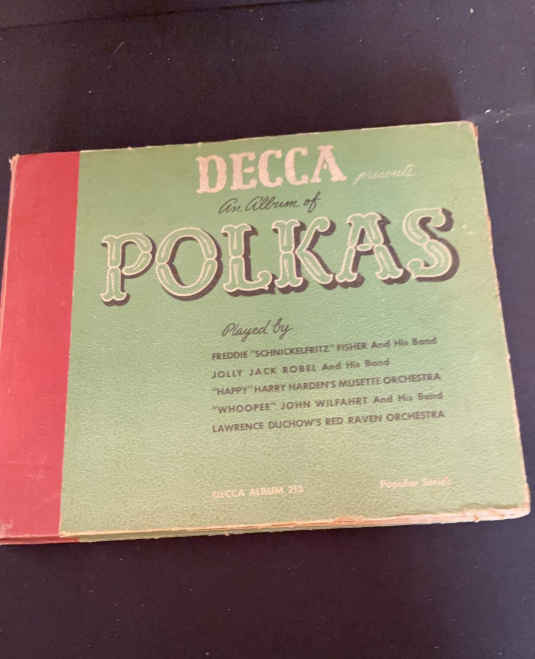 DECCA presents
An Album of
POLKAS
Played by
FREDDIE "SCHNICKELFRITZ" FISHER And His Band
JOLLY JACK ROBEL And His Band
"HAPPY" HARRY HARDEN'S MUSETTE ORCHESTRA
"WHOOPEE" JOHN WILFAHRT And His Band
LAWRENCE DUCHOW'S RED RAVEN ORCHESTRA
DECCA ALBUM Popular Series